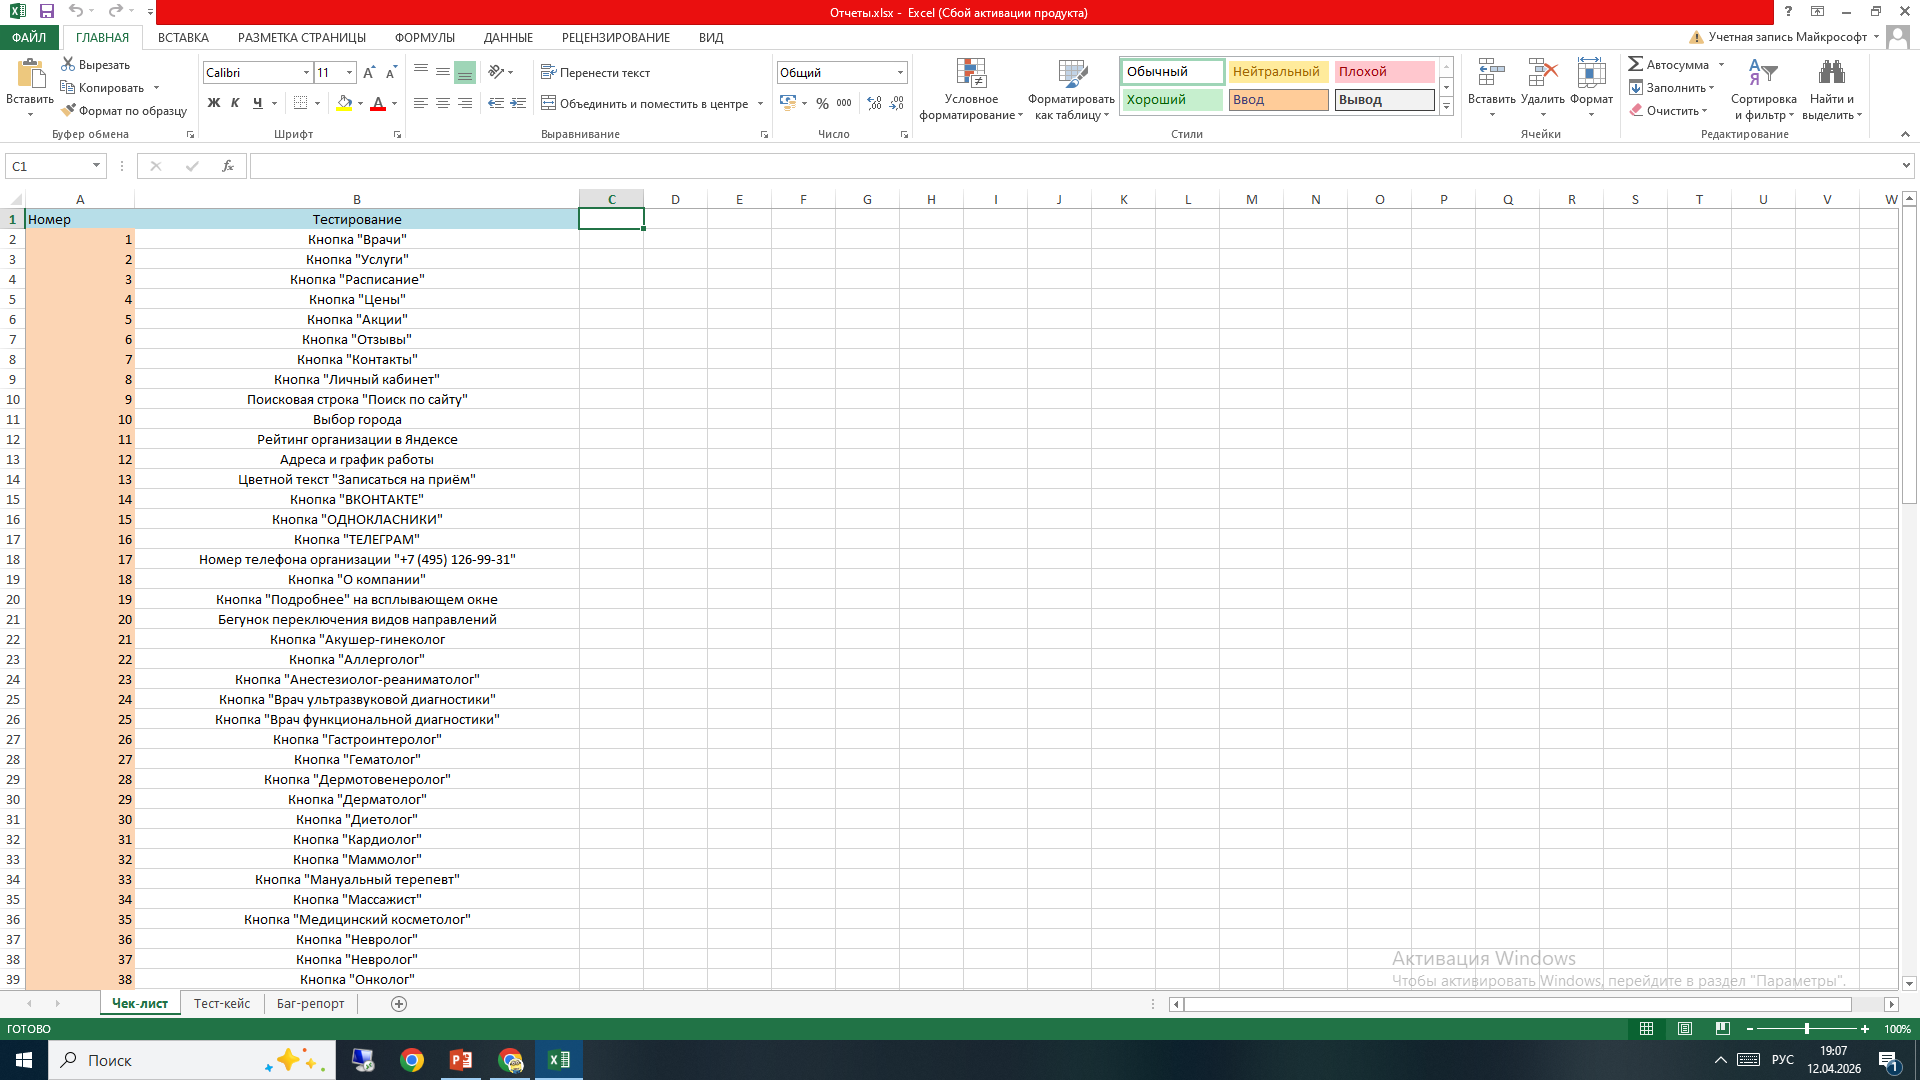 Отчеты.xlsx - Excel (Сбой активации продукта)
ФАЙЛ ГЛАВНАЯ ВСТАВКА РАЗМЕТКА СТРАНИЦЫ ФОРМУЛЫ ДАННЫЕ РЕЦЕНЗИРОВАНИЕ ВИД Учетная запись Майкрософт
Вставить Вырезать Копировать Формат по образцу Буфер обмена
Calibri 11 Ж К Ч Шрифт
Перенести текст Объединить и поместить в центре Выравнивание
Общий % 000 Число
Условное форматирование Форматировать как таблицу
Обычный Нейтральный Плохой
Хороший Ввод Вывод
Стили
Вставить Удалить Формат Ячейки
Автосумма Заполнить Очистить Сортировка и фильтр Найти и выделить Редактирование
C1 fx
A B C D E F G H I J K L M N O P Q R S T U V W
1 Номер Тестирование
2 1 Кнопка "Врачи"
3 2 Кнопка "Услуги"
4 3 Кнопка "Расписание"
5 4 Кнопка "Цены"
6 5 Кнопка "Акции"
7 6 Кнопка "Отзывы"
8 7 Кнопка "Контакты"
9 8 Кнопка "Личный кабинет"
10 9 Поисковая строка "Поиск по сайту"
11 10 Выбор города
12 11 Рейтинг организации в Яндексе
13 12 Адреса и график работы
14 13 Цветной текст "Записаться на приём"
15 14 Кнопка "ВКОНТАКТЕ"
16 15 Кнопка "ОДНОКЛАСНИКИ"
17 16 Кнопка "ТЕЛЕГРАМ"
18 17 Номер телефона организации "+7 (495) 126-99-31"
19 18 Кнопка "О компании"
20 19 Кнопка "Подробнее" на всплывающем окне
21 20 Бегунок переключения видов направлений
22 21 Кнопка "Акушер-гинеколог
23 22 Кнопка "Аллерголог"
24 23 Кнопка "Анестезиолог-реаниматолог"
25 24 Кнопка "Врач ультразвуковой диагностики"
26 25 Кнопка "Врач функциональной диагностики"
27 26 Кнопка "Гастроинтеролог"
28 27 Кнопка "Гематолог"
29 28 Кнопка "Дермотовенеролог"
30 29 Кнопка "Дерматолог"
31 30 Кнопка "Диетолог"
32 31 Кнопка "Кардиолог"
33 32 Кнопка "Маммолог"
34 33 Кнопка "Мануальный терепевт"
35 34 Кнопка "Массажист"
36 35 Кнопка "Медицинский косметолог"
37 36 Кнопка "Невролог"
38 37 Кнопка "Невролог"
39 38 Кнопка "Онколог"
Активация Windows
Чтобы активировать Windows, перейдите в раздел "Параметры".
Чек-лист Тест-кейс Баг-репорт
ГОТОВО 100%
Поиск РУС 19:07
12.04.2026 1